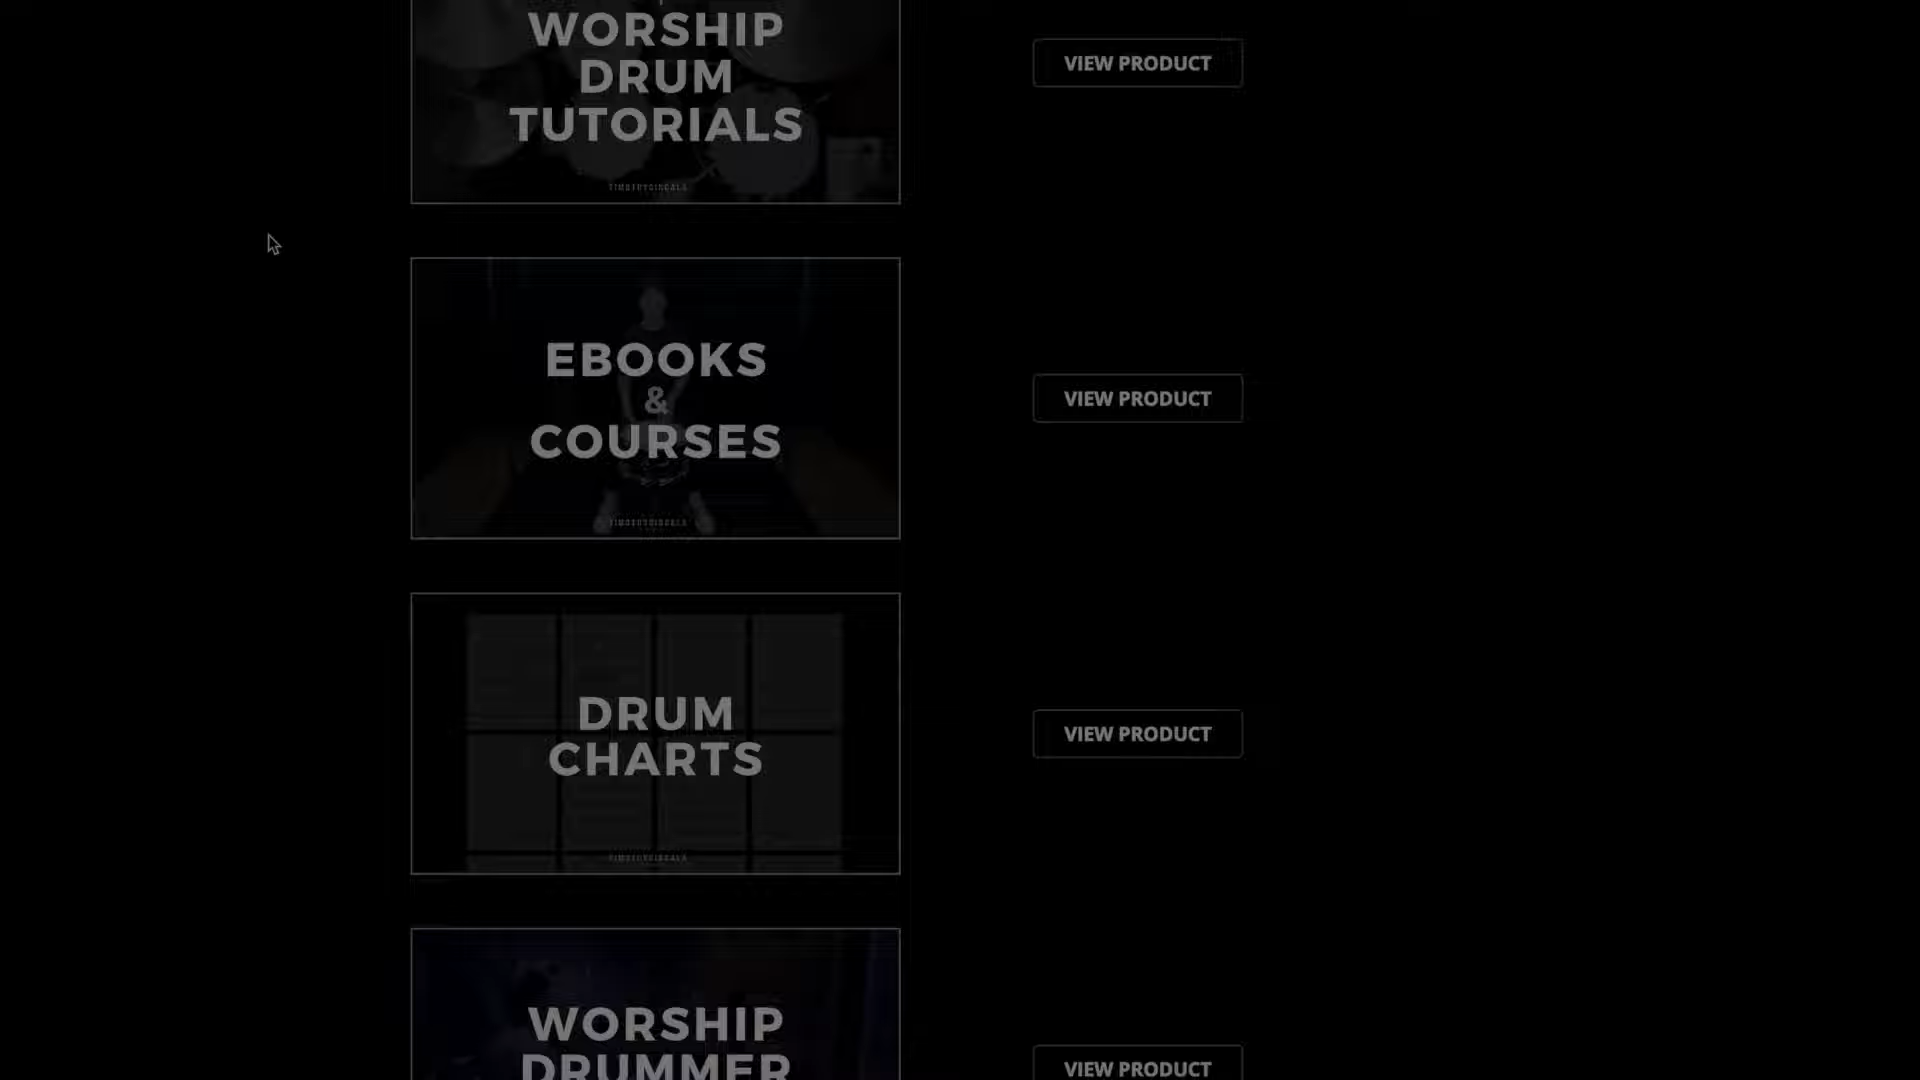 WORSHIP
DRUM
TUTORIALS
VIEW PRODUCT
EBOOKS
&
COURSES
VIEW PRODUCT
DRUM
CHARTS
VIEW PRODUCT
WORSHIP
DRUMMER
VIEW PRODUCT